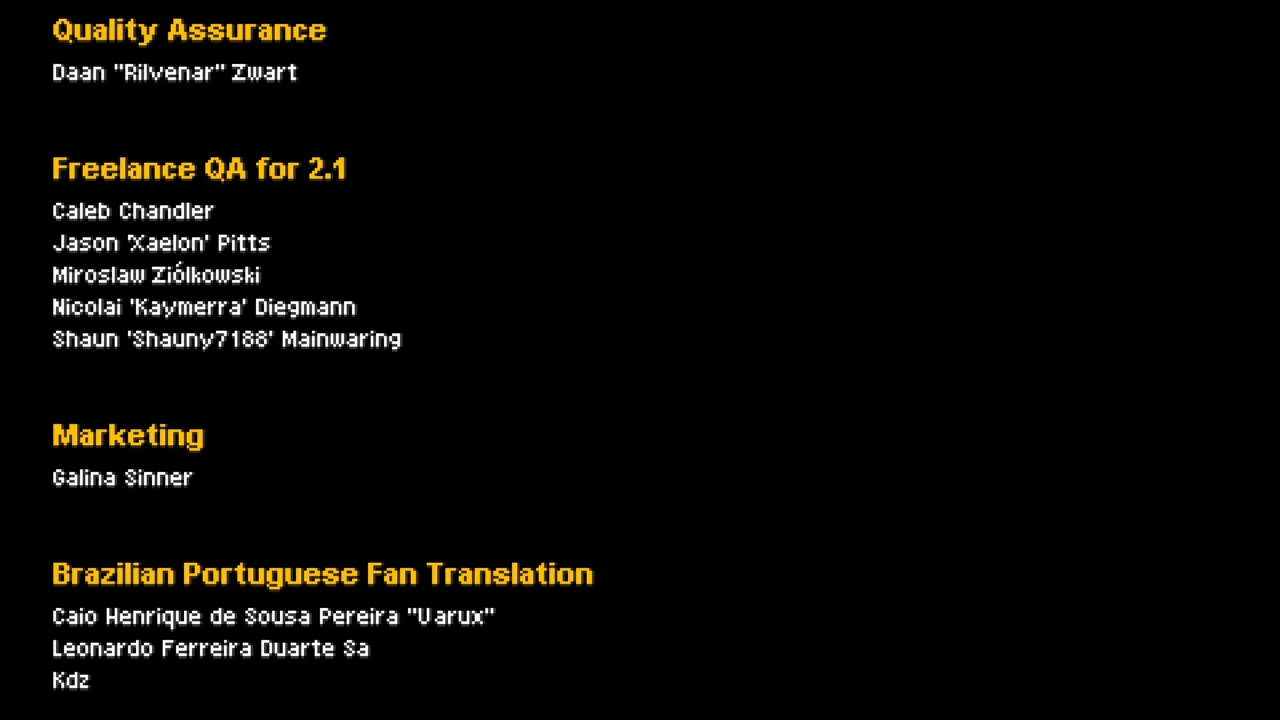 Quality Assurance
Daan "Rilvenar" Zwart
Freelance QA for 2.1
Caleb Chandler
Jason 'Xaelon' Pitts
Miroslaw Ziółkowski
Nicolai 'Kaymerra' Diegmann
Shaun 'Shauny7188' Mainwaring
Marketing
Galina Sinner
Brazilian Portuguese Fan Translation
Caio Henrique de Sousa Pereira "Varux"
Leonardo Ferreira Duarte Sa
Kdz